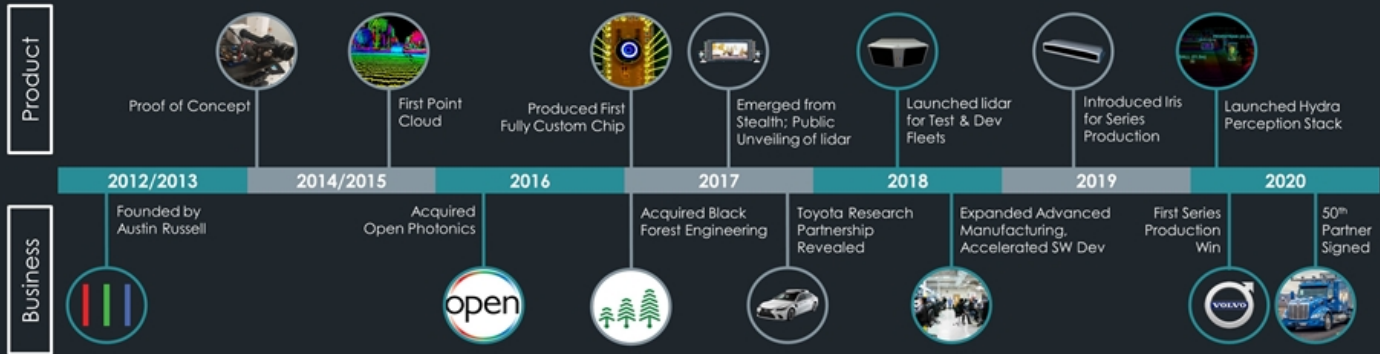 Product
Proof of Concept
First Point
Cloud
Produced First
Fully Custom Chip
Emerged from
Stealth; Public
Unveiling of lidar
Launched lidar
for Test & Dev
Fleets
Introduced Iris
for Series
Production
Launched Hydra
Perception Stack
2012/2013
2014/2015
2016
2017
2018
2019
2020
Business
Founded by
Austin Russell
Acquired
Open Photonics
Acquired Black
Forest Engineering
Toyota Research
Partnership
Revealed
Expanded Advanced
Manufacturing,
Accelerated SW Dev
First Series
Production
Win
50th
Partner
Signed
open
VOLVO